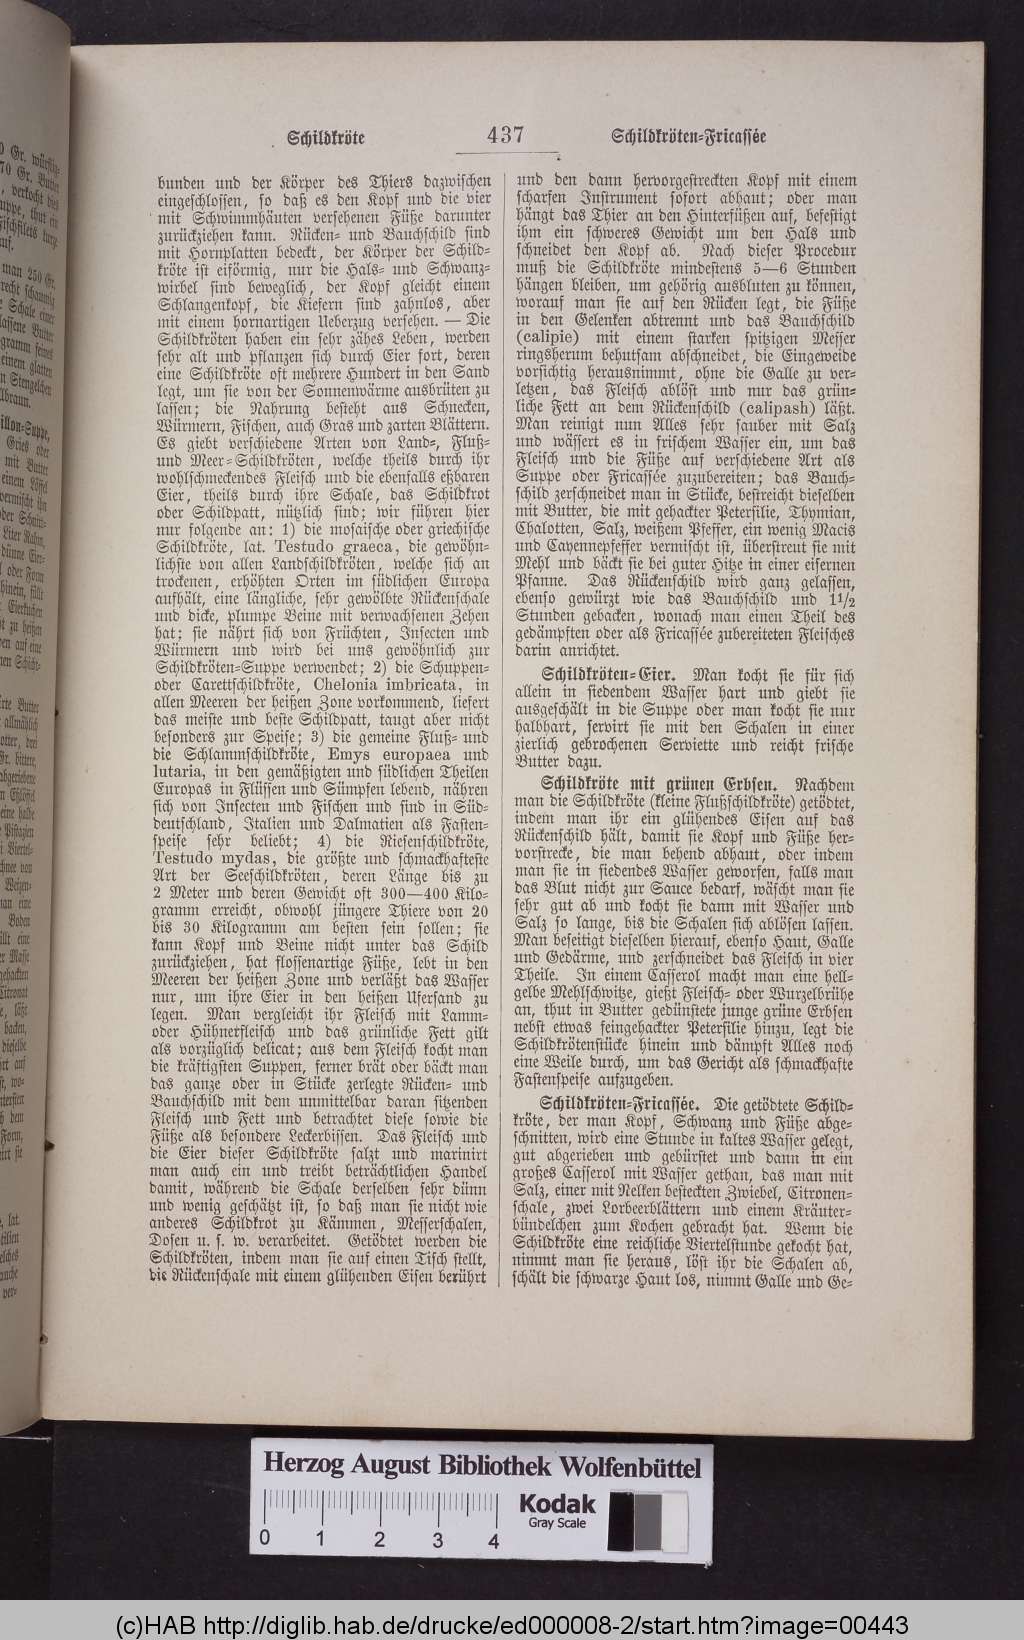 Schildkröte 437 Schildkröten-Fricassée
bunden und der Körper des Thiers dazwischen
eingeschlossen, so daß es den Kopf und die vier
mit Schwimmhäuten versehenen Füße darunter
zurückziehen kann. Rücken- und Bauchschild sind
mit Hornplatten bedeckt, der Körper der Schild-
kröte ist eiförmig, nur die Hals- und Schwanz-
wirbel sind beweglich, der Kopf gleicht einem
Schlangenkopf, die Kiefern sind zahnlos, aber
mit einem hornartigen Ueberzug versehen. — Die
Schildkröten haben ein sehr zähes Leben, werden
sehr alt und pflanzen sich durch Eier fort, deren
eine Schildkröte oft mehrere Hundert in den Sand
legt, um sie von der Sonnenwärme ausbrüten zu
lassen; die Nahrung besteht aus Schnecken,
Würmern, Fischen, auch Gras und zarten Blättern.
Es giebt verschiedene Arten von Land-, Fluß-
und Meer-Schildkröten, welche theils durch ihr
wohlschmeckendes Fleisch und die ebenfalls eßbaren
Eier, theils durch ihre Schale, das Schildkrot
oder Schildpatt, nützlich sind; wir führen hier
nur folgende an: 1) die mosaische oder griechische
Schildkröte, lat. Testudo graeca, die gewöhn-
lichste von allen Landschildkröten, welche sich an
trockenen, erhöhten Orten im südlichen Europa
aufhält, eine längliche, sehr gewölbte Rückenschale
und dicke, plumpe Beine mit verwachsenen Zehen
hat; sie nährt sich von Früchten, Insecten und
Würmern und wird bei uns gewöhnlich zur
Schildkröten-Suppe verwendet; 2) die Schuppen-
oder Carettschildkröte, Chelonia imbricata, in
allen Meeren der heißen Zone vorkommend, liefert
das meiste und beste Schildpatt, taugt aber nicht
besonders zur Speise; 3) die gemeine Fluß- und
die Schlammschildkröte, Emys europaea und
lutaria, in den gemäßigten und südlichen Theilen
Europas in Flüssen und Sümpfen lebend, nähren
sich von Insecten und Fischen und sind in Süd-
deutschland, Italien und Dalmatien als Fasten-
speise sehr beliebt; 4) die Riesenschildkröte,
Testudo mydas, die größte und schmackhafteste
Art der Seeschildkröten, deren Länge bis zu
2 Meter und deren Gewicht oft 300—400 Kilo-
gramm erreicht, obwohl jüngere Thiere von 20
bis 30 Kilogramm am besten sein sollen; sie
kann Kopf und Beine nicht unter das Schild
zurückziehen, hat flossenartige Füße, lebt in den
Meeren der heißen Zone und verläßt das Wasser
nur, um ihre Eier in den heißen Ufersand zu
legen. Man vergleicht ihr Fleisch mit Lamm-
oder Hühnerfleisch und das grünliche Fett gilt
als vorzüglich delicat; aus dem Fleisch kocht man
die kräftigsten Suppen, ferner brät oder bäckt man
das ganze oder in Stücke zerlegte Rücken- und
Bauchschild mit dem unmittelbar daran sitzenden
Fleisch und Fett und betrachtet diese sowie die
Füße als besondere Leckerbissen. Das Fleisch und
die Eier dieser Schildkröte salzt und marinirt
man auch ein und treibt beträchtlichen Handel
damit, während die Schale derselben sehr dünn
und wenig geschätzt ist, so daß man sie nicht wie
anderes Schildkrot zu Kämmen, Messerschalen,
Dosen u. s. w. verarbeitet. Getödtet werden die
Schildkröten, indem man sie auf einen Tisch stellt,
die Rückenschale mit einem glühenden Eisen berührt
und den dann hervorgestreckten Kopf mit einem
scharfen Instrument sofort abhaut; oder man
hängt das Thier an den Hinterfüßen auf, befestigt
ihm ein schweres Gewicht um den Hals und
schneidet den Kopf ab. Nach dieser Procedur
muß die Schildkröte mindestens 5—6 Stunden
hängen bleiben, um gehörig ausbluten zu können,
worauf man sie auf den Rücken legt, die Füße
in den Gelenken abtrennt und das Bauchschild
(calipie) mit einem starken spitzigen Messer
ringsherum behutsam abschneidet, die Eingeweide
vorsichtig herausnimmt, ohne die Galle zu ver-
letzen, das Fleisch ablöst und nur das grün-
liche Fett an dem Rückenschild (calipash) läßt.
Man reinigt nun Alles sehr sauber mit Salz
und wässert es in frischem Wasser ein, um das
Fleisch und die Füße auf verschiedene Art als
Suppe oder Fricassée zuzubereiten; das Bauch-
schild zerschneidet man in Stücke, bestreicht dieselben
mit Butter, die mit gehackter Petersilie, Thymian,
Chalotten, Salz, weißem Pfeffer, ein wenig Macis
und Cayennepfeffer vermischt ist, überstreut sie mit
Mehl und bäckt sie bei guter Hitze in einer eisernen
Pfanne. Das Rückenschild wird ganz gelassen,
ebenso gewürzt wie das Bauchschild und 1½
Stunden gebacken, wonach man einen Theil des
gedämpften oder als Fricassée zubereiteten Fleisches
darin anrichtet.
Schildkröten-Eier. Man kocht sie für sich
allein in siedendem Wasser hart und giebt sie
ausgeschält in die Suppe oder man kocht sie nur
halbhart, servirt sie mit den Schalen in einer
zierlich gebrochenen Serviette und reicht frische
Butter dazu.
Schildkröte mit grünen Erbsen. Nachdem
man die Schildkröte (kleine Flußschildkröte) getödtet,
indem man ihr ein glühendes Eisen auf das
Rückenschild hält, damit sie Kopf und Füße her-
vorstrecke, die man behend abhaut, oder indem
man sie in siedendes Wasser geworfen, falls man
das Blut nicht zur Sauce bedarf, wäscht man sie
sehr gut ab und kocht sie dann mit Wasser und
Salz so lange, bis die Schalen sich ablösen lassen.
Man beseitigt dieselben hierauf, ebenso Haut, Galle
und Gedärme, und zerschneidet das Fleisch in vier
Theile. In einem Casserol macht man eine hell-
gelbe Mehlschwitze, gießt Fleisch- oder Wurzelbrühe
an, thut in Butter gedünstete junge grüne Erbsen
nebst etwas feingehackter Petersilie hinzu, legt die
Schildkrötenstücke hinein und dämpft Alles noch
eine Weile durch, um das Gericht als schmackhafte
Fastenspeise aufzugeben.
Schildkröten-Fricassée. Die getödtete Schild-
kröte, der man Kopf, Schwanz und Füße abge-
schnitten, wird eine Stunde in kaltes Wasser gelegt,
gut abgerieben und gebürstet und dann in ein
großes Casserol mit Wasser gethan, das man mit
Salz, einer mit Nelken besteckten Zwiebel, Citronen-
schale, zwei Lorbeerblättern und einem Kräuter-
bündelchen zum Kochen gebracht hat. Wenn die
Schildkröte eine reichliche Viertelstunde gekocht hat,
nimmt man sie heraus, löst ihr die Schalen ab,
schält die schwarze Haut los, nimmt Galle und Ge-
Herzog August Bibliothek Wolfenbüttel
0 1 2 3 4
Kodak
Gray Scale
(c)HAB http://diglib.hab.de/drucke/ed000008-2/start.htm?image=00443